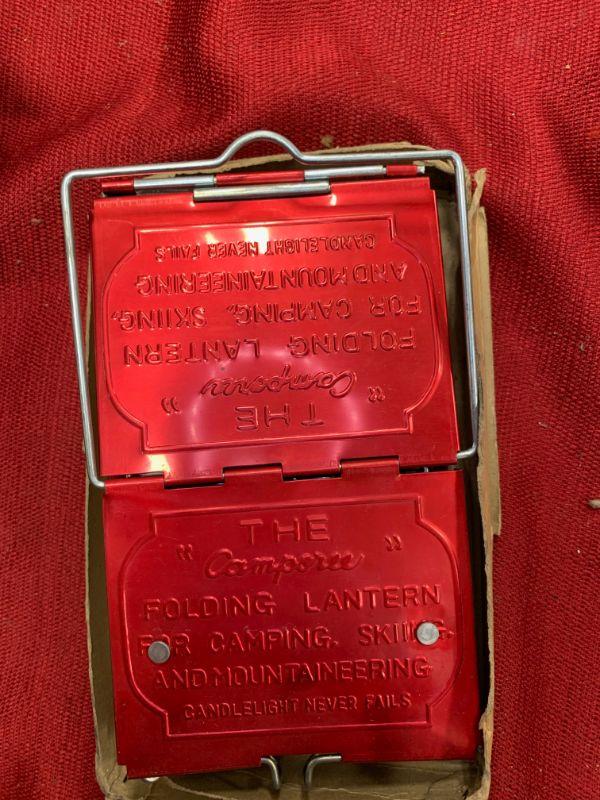 THE
"Camporee"
FOLDING LANTERN
FOR CAMPING, SKIING,
AND MOUNTAINEERING
CANDLELIGHT NEVER FAILS
THE
"Camporee"
FOLDING LANTERN
FOR CAMPING, SKIING,
AND MOUNTAINEERING
CANDLELIGHT NEVER FAILS